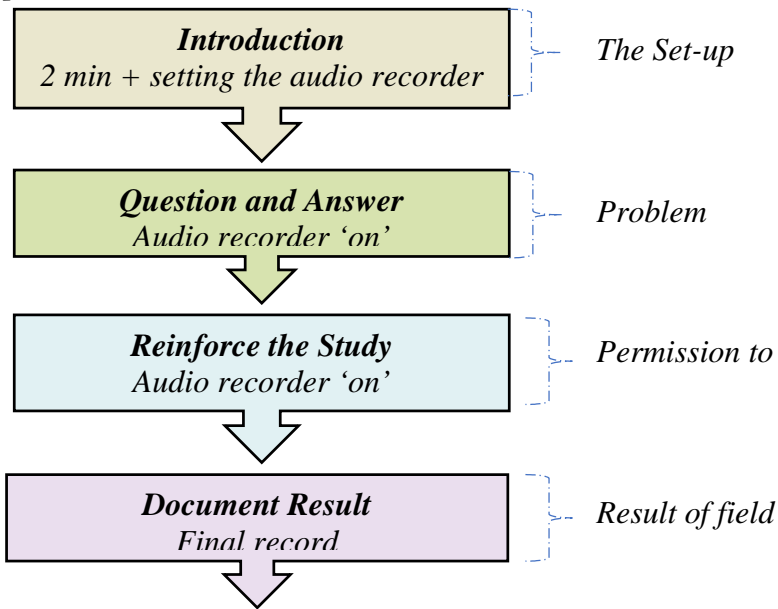 Introduction
2 min + setting the audio recorder
The Set-up
Question and Answer
Audio recorder ‘on’
Problem
Reinforce the Study
Audio recorder ‘on’
Permission to
Document Result
Final record
Result of field